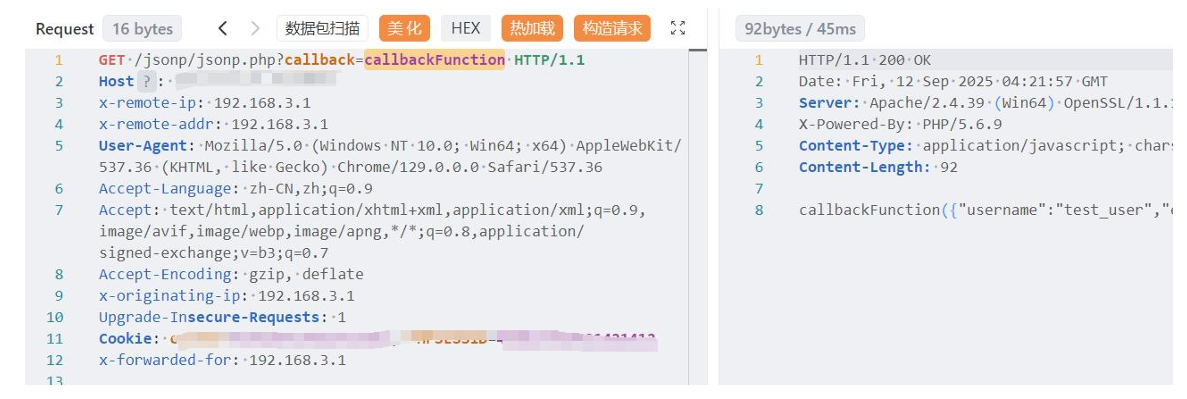 Request 16 bytes < > 数据包扫描 美化 HEX 热加载 构造请求
1 GET /jsonp/jsonp.php?callback=callbackFunction HTTP/1.1
2 Host ? :
3 x-remote-ip: 192.168.3.1
4 x-remote-addr: 192.168.3.1
5 User-Agent: Mozilla/5.0 (Windows NT 10.0; Win64; x64) AppleWebKit/
537.36 (KHTML, like Gecko) Chrome/129.0.0.0 Safari/537.36
6 Accept-Language: zh-CN,zh;q=0.9
7 Accept: text/html,application/xhtml+xml,application/xml;q=0.9,
image/avif,image/webp,image/apng,*/*;q=0.8,application/
signed-exchange;v=b3;q=0.7
8 Accept-Encoding: gzip, deflate
9 x-originating-ip: 192.168.3.1
10 Upgrade-Insecure-Requests: 1
11 Cookie:
12 x-forwarded-for: 192.168.3.1
13
92bytes / 45ms
1 HTTP/1.1 200 OK
2 Date: Fri, 12 Sep 2025 04:21:57 GMT
3 Server: Apache/2.4.39 (Win64) OpenSSL/1.1.1
4 X-Powered-By: PHP/5.6.9
5 Content-Type: application/javascript; chars
6 Content-Length: 92
7
8 callbackFunction({"username":"test_user","e